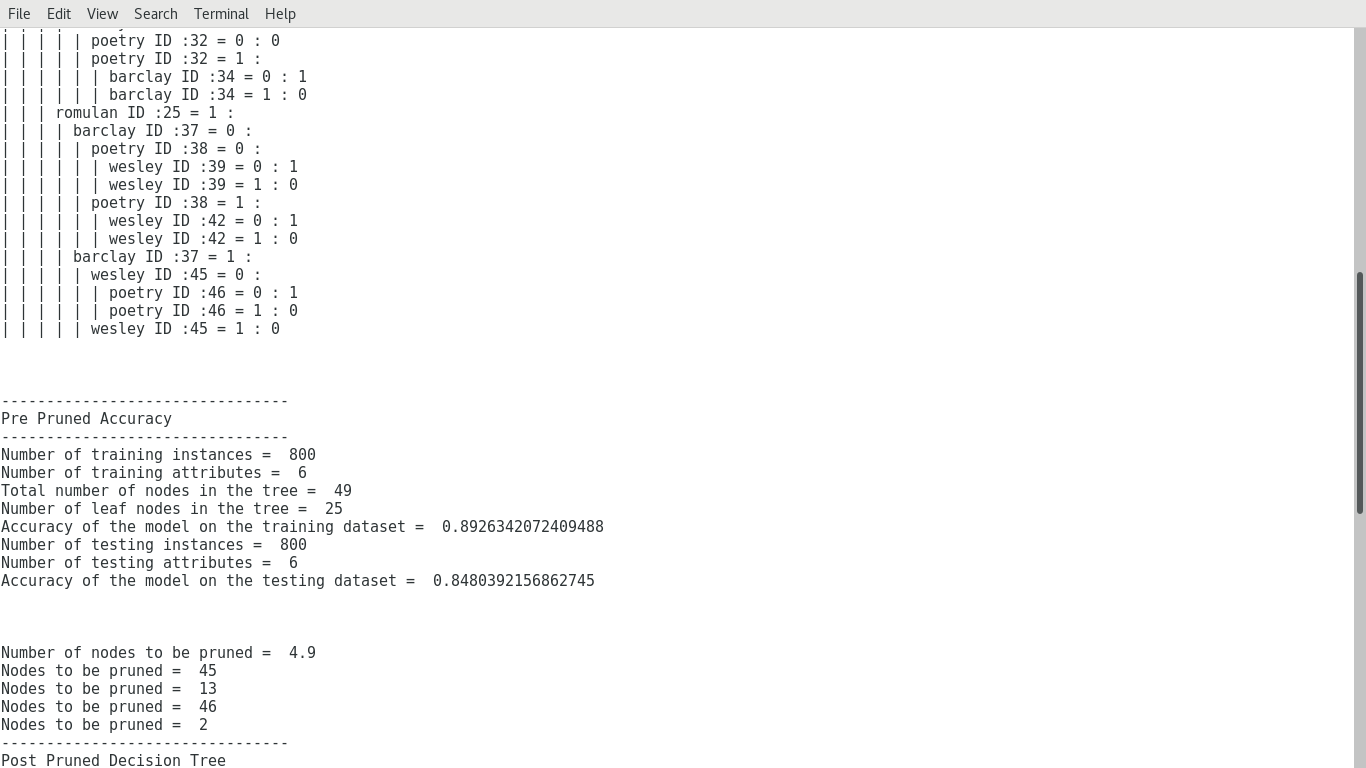 File Edit View Search Terminal Help
| | | | | poetry ID :32 = 0 : 0
| | | | | poetry ID :32 = 1 :
| | | | | | barclay ID :34 = 0 : 1
| | | | | | barclay ID :34 = 1 : 0
| | | romulan ID :25 = 1 :
| | | | barclay ID :37 = 0 :
| | | | | poetry ID :38 = 0 :
| | | | | | wesley ID :39 = 0 : 1
| | | | | | wesley ID :39 = 1 : 0
| | | | | poetry ID :38 = 1 :
| | | | | | wesley ID :42 = 0 : 1
| | | | | | wesley ID :42 = 1 : 0
| | | | barclay ID :37 = 1 :
| | | | | wesley ID :45 = 0 :
| | | | | | poetry ID :46 = 0 : 1
| | | | | | poetry ID :46 = 1 : 0
| | | | | wesley ID :45 = 1 : 0
--------------------------------
Pre Pruned Accuracy
--------------------------------
Number of training instances =  800
Number of training attributes =  6
Total number of nodes in the tree =  49
Number of leaf nodes in the tree =  25
Accuracy of the model on the training dataset =  0.8926342072409488
Number of testing instances =  800
Number of testing attributes =  6
Accuracy of the model on the testing dataset =  0.8480392156862745
Number of nodes to be pruned =  4.9
Nodes to be pruned =  45
Nodes to be pruned =  13
Nodes to be pruned =  46
Nodes to be pruned =  2
--------------------------------
Post Pruned Decision Tree